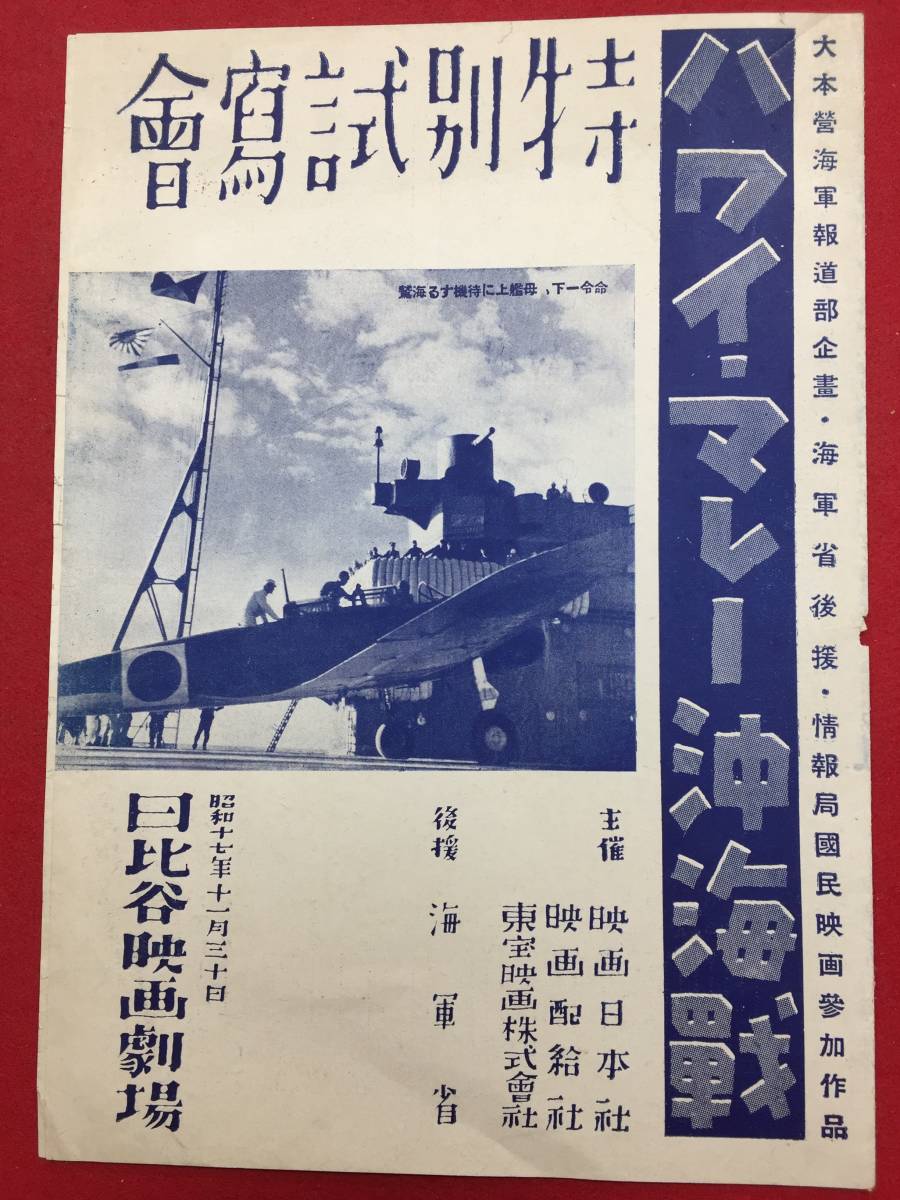 大本營海軍報道部企畫・海軍省後援・情報局國民映画參加作品
ハワイ・マレー沖海戰
特別試寫會
命令一下、母艦上に待機する海鷲
主催
映画日本社
映画配給社
東宝映画株式會社
後援
海軍省
昭和十七年十一月三十日
日比谷映画劇場